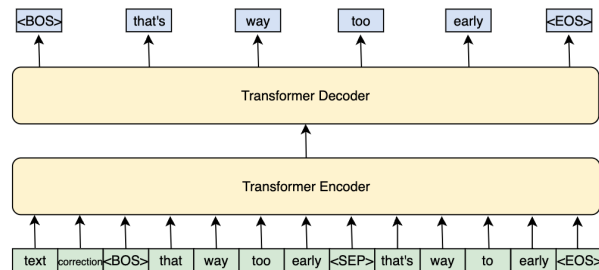 <BOS> that's way too early <EOS>
Transformer Decoder
Transformer Encoder
text correction <BOS> that way too early <SEP> that's way to early <EOS>